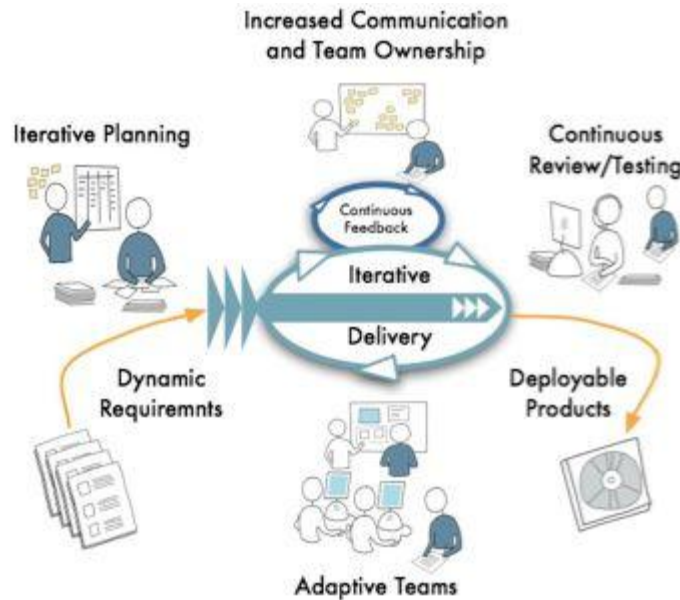 Increased Communication
and Team Ownership
Iterative Planning
Continuous
Review/Testing
Continuous
Feedback
Iterative
Delivery
Dynamic
Requiremnts
Deployable
Products
Adaptive Teams